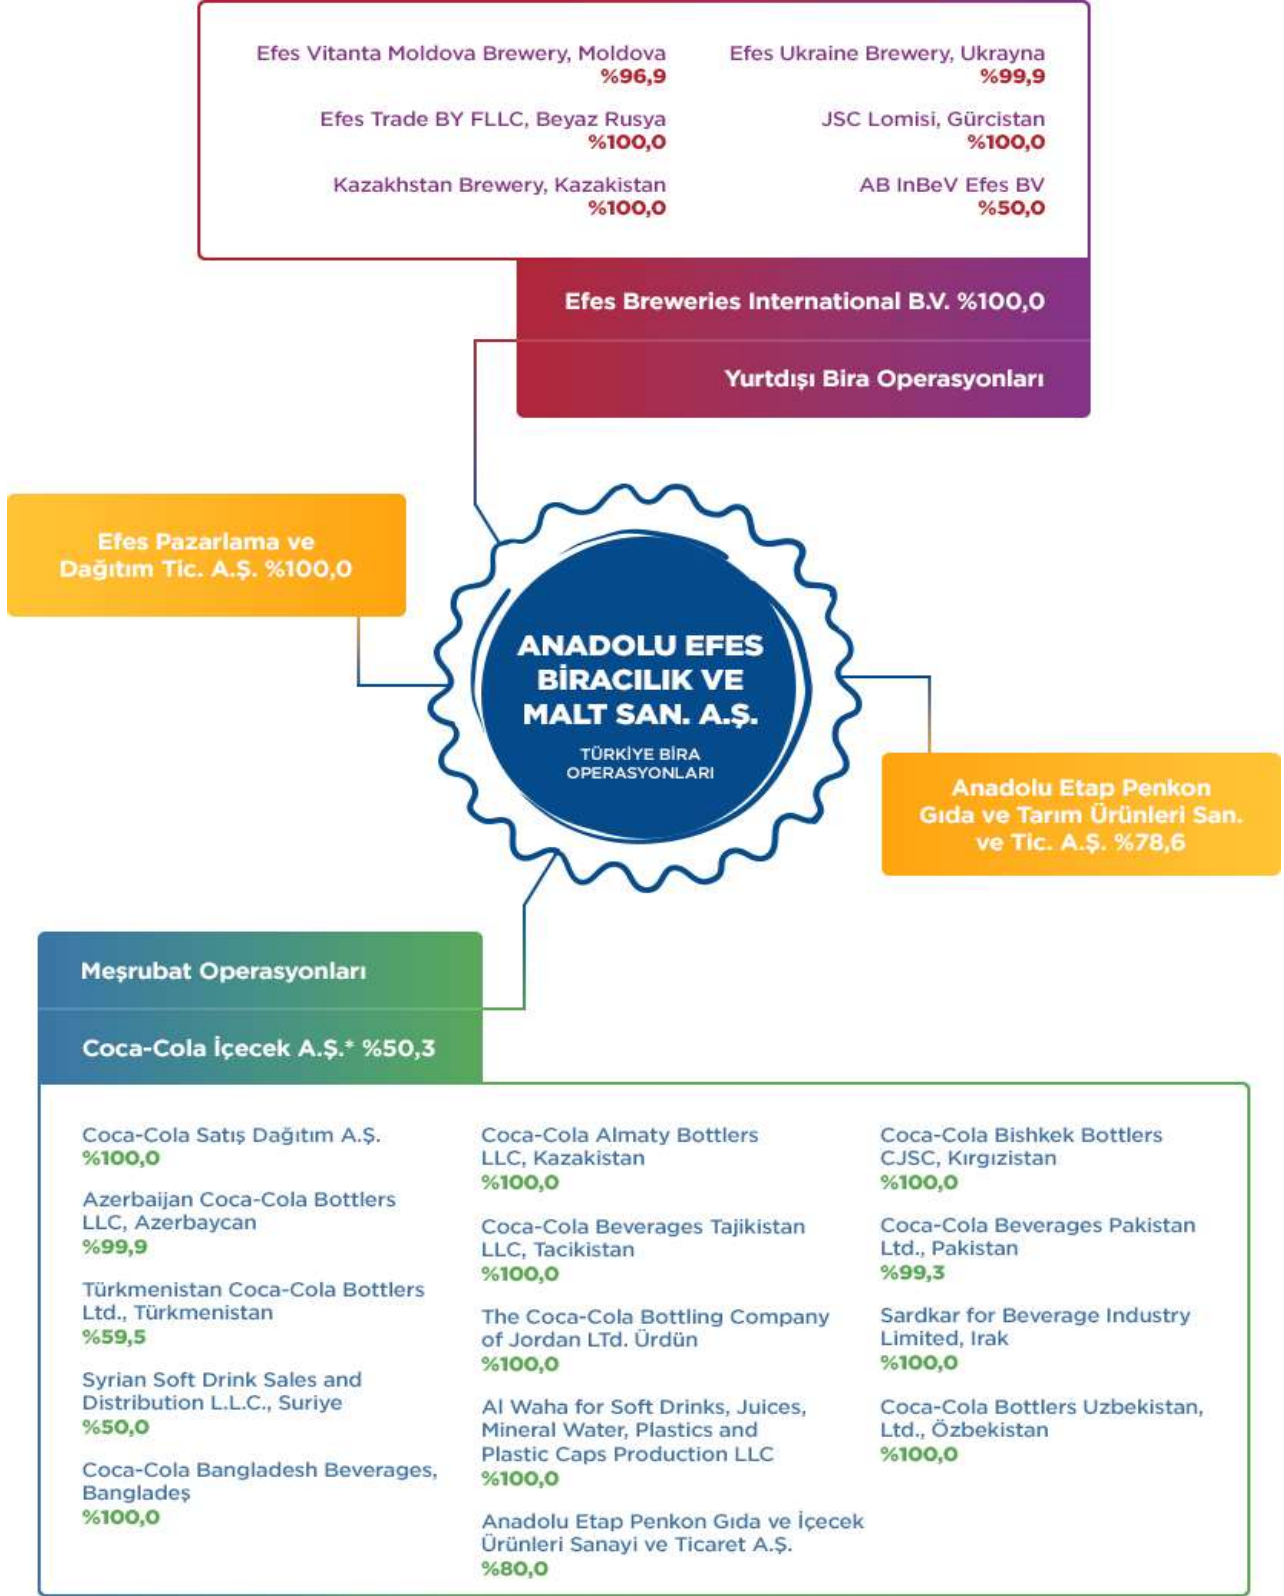 Efes Vitanta Moldova Brewery, Moldova
%96,9
Efes Trade BY FLLC, Beyaz Rusya
%100,0
Kazakhstan Brewery, Kazakistan
%100,0
Efes Ukraine Brewery, Ukrayna
%99,9
JSC Lomisi, Gürcistan
%100,0
AB InBeV Efes BV
%50,0
Efes Breweries International B.V. %100,0
Yurtdışı Bira Operasyonları
Efes Pazarlama ve
Dağıtım Tic. A.Ş. %100,0
ANADOLU EFES
BİRACILIK VE
MALT SAN. A.Ş.
TÜRKİYE BİRA
OPERASYONLARI
Anadolu Etap Penkon
Gıda ve Tarım Ürünleri San.
ve Tic. A.Ş. %78,6
Meşrubat Operasyonları
Coca-Cola İçecek A.Ş.* %50,3
Coca-Cola Satış Dağıtım A.Ş.
%100,0
Azerbaijan Coca-Cola Bottlers
LLC, Azerbaycan
%99,9
Türkmenistan Coca-Cola Bottlers
Ltd., Türkmenistan
%59,5
Syrian Soft Drink Sales and
Distribution L.L.C., Suriye
%50,0
Coca-Cola Bangladesh Beverages,
Bangladeş
%100,0
Coca-Cola Almaty Bottlers
LLC, Kazakistan
%100,0
Coca-Cola Beverages Tajikistan
LLC, Tacikistan
%100,0
The Coca-Cola Bottling Company
of Jordan LTd. Ürdün
%100,0
Al Waha for Soft Drinks, Juices,
Mineral Water, Plastics and
Plastic Caps Production LLC
%100,0
Anadolu Etap Penkon Gıda ve İçecek
Ürünleri Sanayi ve Ticaret A.Ş.
%80,0
Coca-Cola Bishkek Bottlers
CJSC, Kırgızistan
%100,0
Coca-Cola Beverages Pakistan
Ltd., Pakistan
%99,3
Sardkar for Beverage Industry
Limited, Irak
%100,0
Coca-Cola Bottlers Uzbekistan,
Ltd., Özbekistan
%100,0